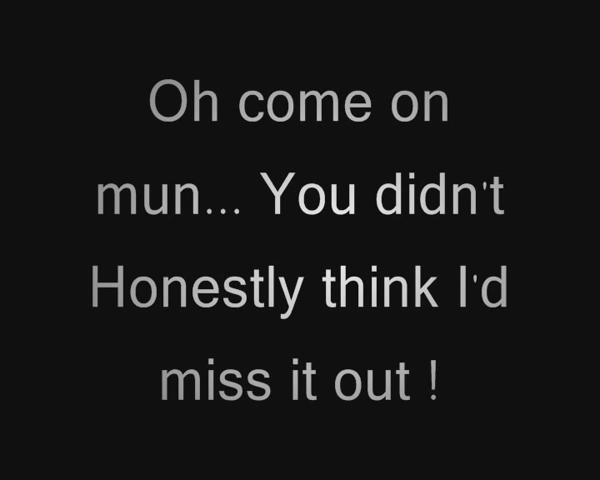 Oh come on
mun... You didn't
Honestly think I'd
miss it out !